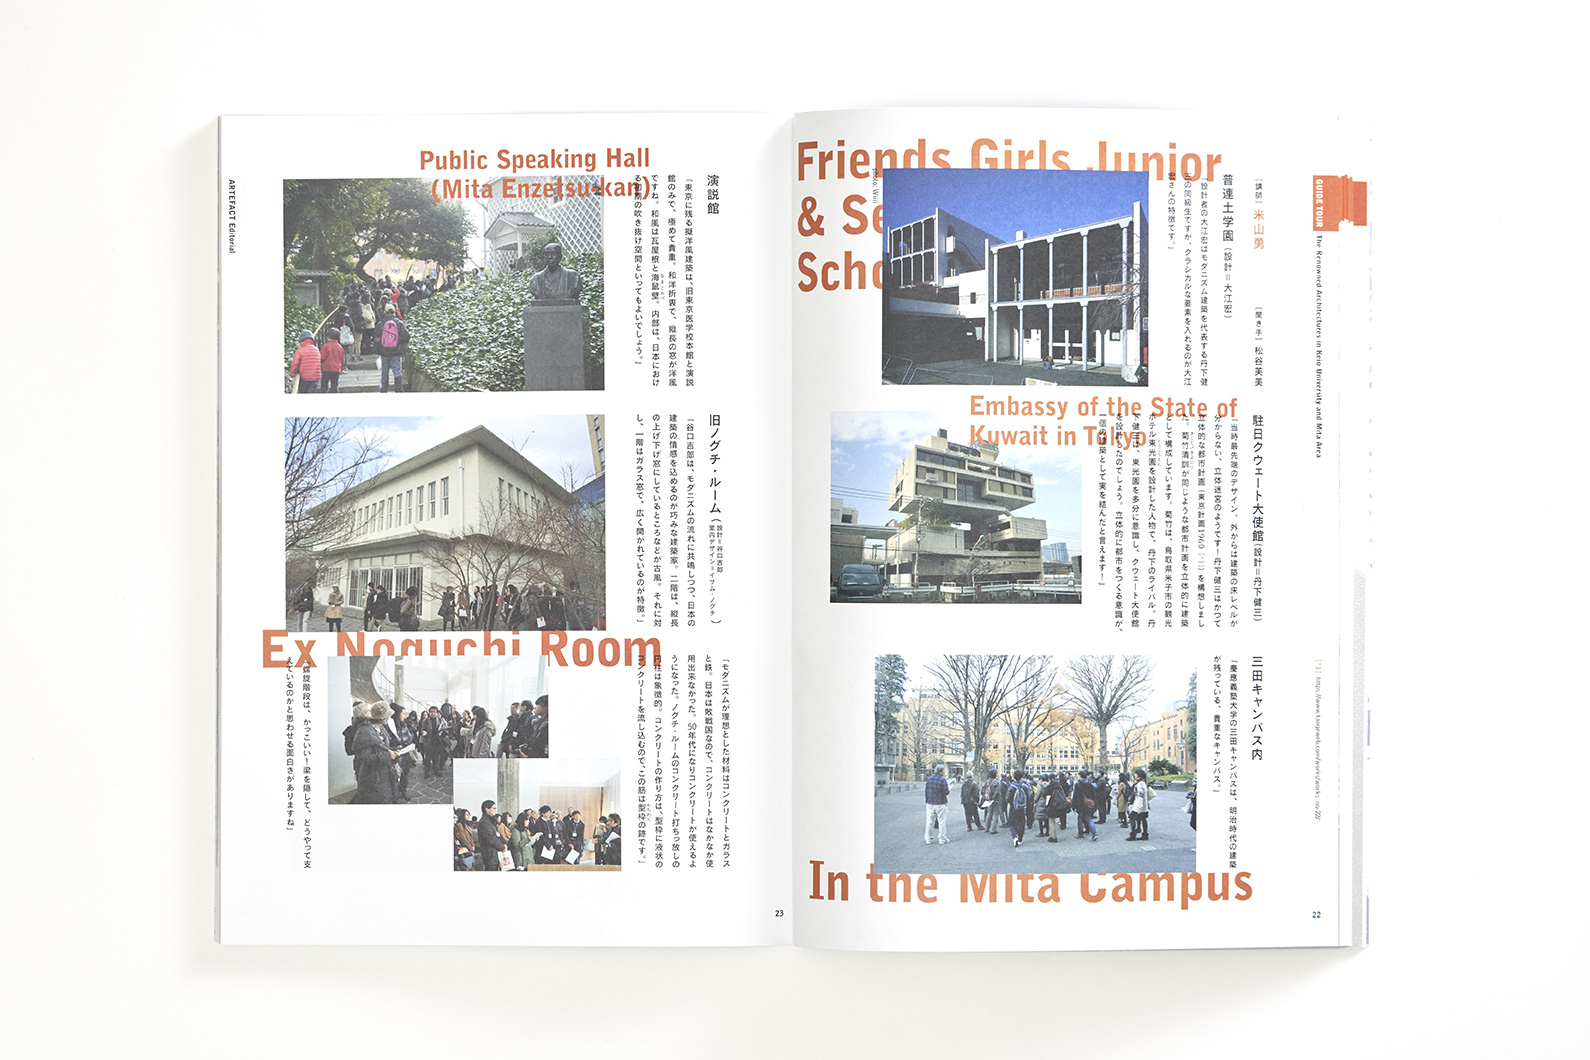 GUIDE TOUR
The Renowned Architectures in Keio University and Mita Area
［講師］ 米山勇
［聞き手］ 松谷芙美
Friends Girls Junior
& Se
Scho
普連土学園（設計＝大江宏）
「設計者の大江宏はモダニズム建築を代表する丹下健
三の同級生ですが、クラシカルな要素を入れるのが大江
宏さんの特徴です。」
Embassy of the State of
Kuwait in Tokyo
駐日クウェート大使館（設計＝丹下健三）
「当時最先端のデザイン。外からは建築の床レベルが
分からない、立体迷宮のようです！丹下健三はかつて
立体的な都市計画「東京計画1960［*1］」を構想しまし
た。菊竹清訓が同じような都市計画を立体的に建築
として構成しています。菊竹は、鳥取県米子市の観光
ホテル東光園を設計した人物で、丹下のライバル。丹
下健三は、東光園を多分に意識し、クウェート大使館
を設計したのでしょう。立体的に都市をつくる意識が、
一個の建築として実を結んだと言えます！」
三田キャンパス内
「慶應義塾大学の三田キャンパスは、明治時代の建築
が残っている、貴重なキャンパス。」
In the Mita Campus
22
Public Speaking Hall
(Mita Enzetsu-kan)
演説館
「東京に残る擬洋風建築は、旧東京医学校本館と演説
館のみで、極めて貴重。和洋折衷で、縦長の窓が洋風
ですね。和風は瓦屋根と海鼠壁。内部は、日本におけ
る初期の吹き抜け空間といってもよいでしょう。」
旧ノグチ・ルーム（設計＝谷口吉郎
室内デザイン＝イサム・ノグチ）
「谷口吉郎は、モダニズムの流れに共鳴しつつ、日本の
建築の情感を込めるのが巧みな建築家。二階は、縦長
の上げ下げ窓にしているところなどが古風。それに対
し、一階はガラス窓で、広く開かれているのが特徴。」
Ex Noguchi Room
「モダニズムが理想とした材料はコンクリートとガラス
と鉄。日本は敗戦国なので、コンクリートはなかなか使
用出来なかった。50年代になりコンクリートが使えるよ
うになった。ノグチ・ルームのコンクリート打ちっ放しの
円柱は象徴的。コンクリートの作り方は、型枠に液状の
コンクリートを流し込むので、この筋は型枠の跡です。」
「螺旋階段は、かっこいい！梁を隠して、どうやって支
えているのかと思わせる面白さがありますね」
ARTEFACT Editorial
23